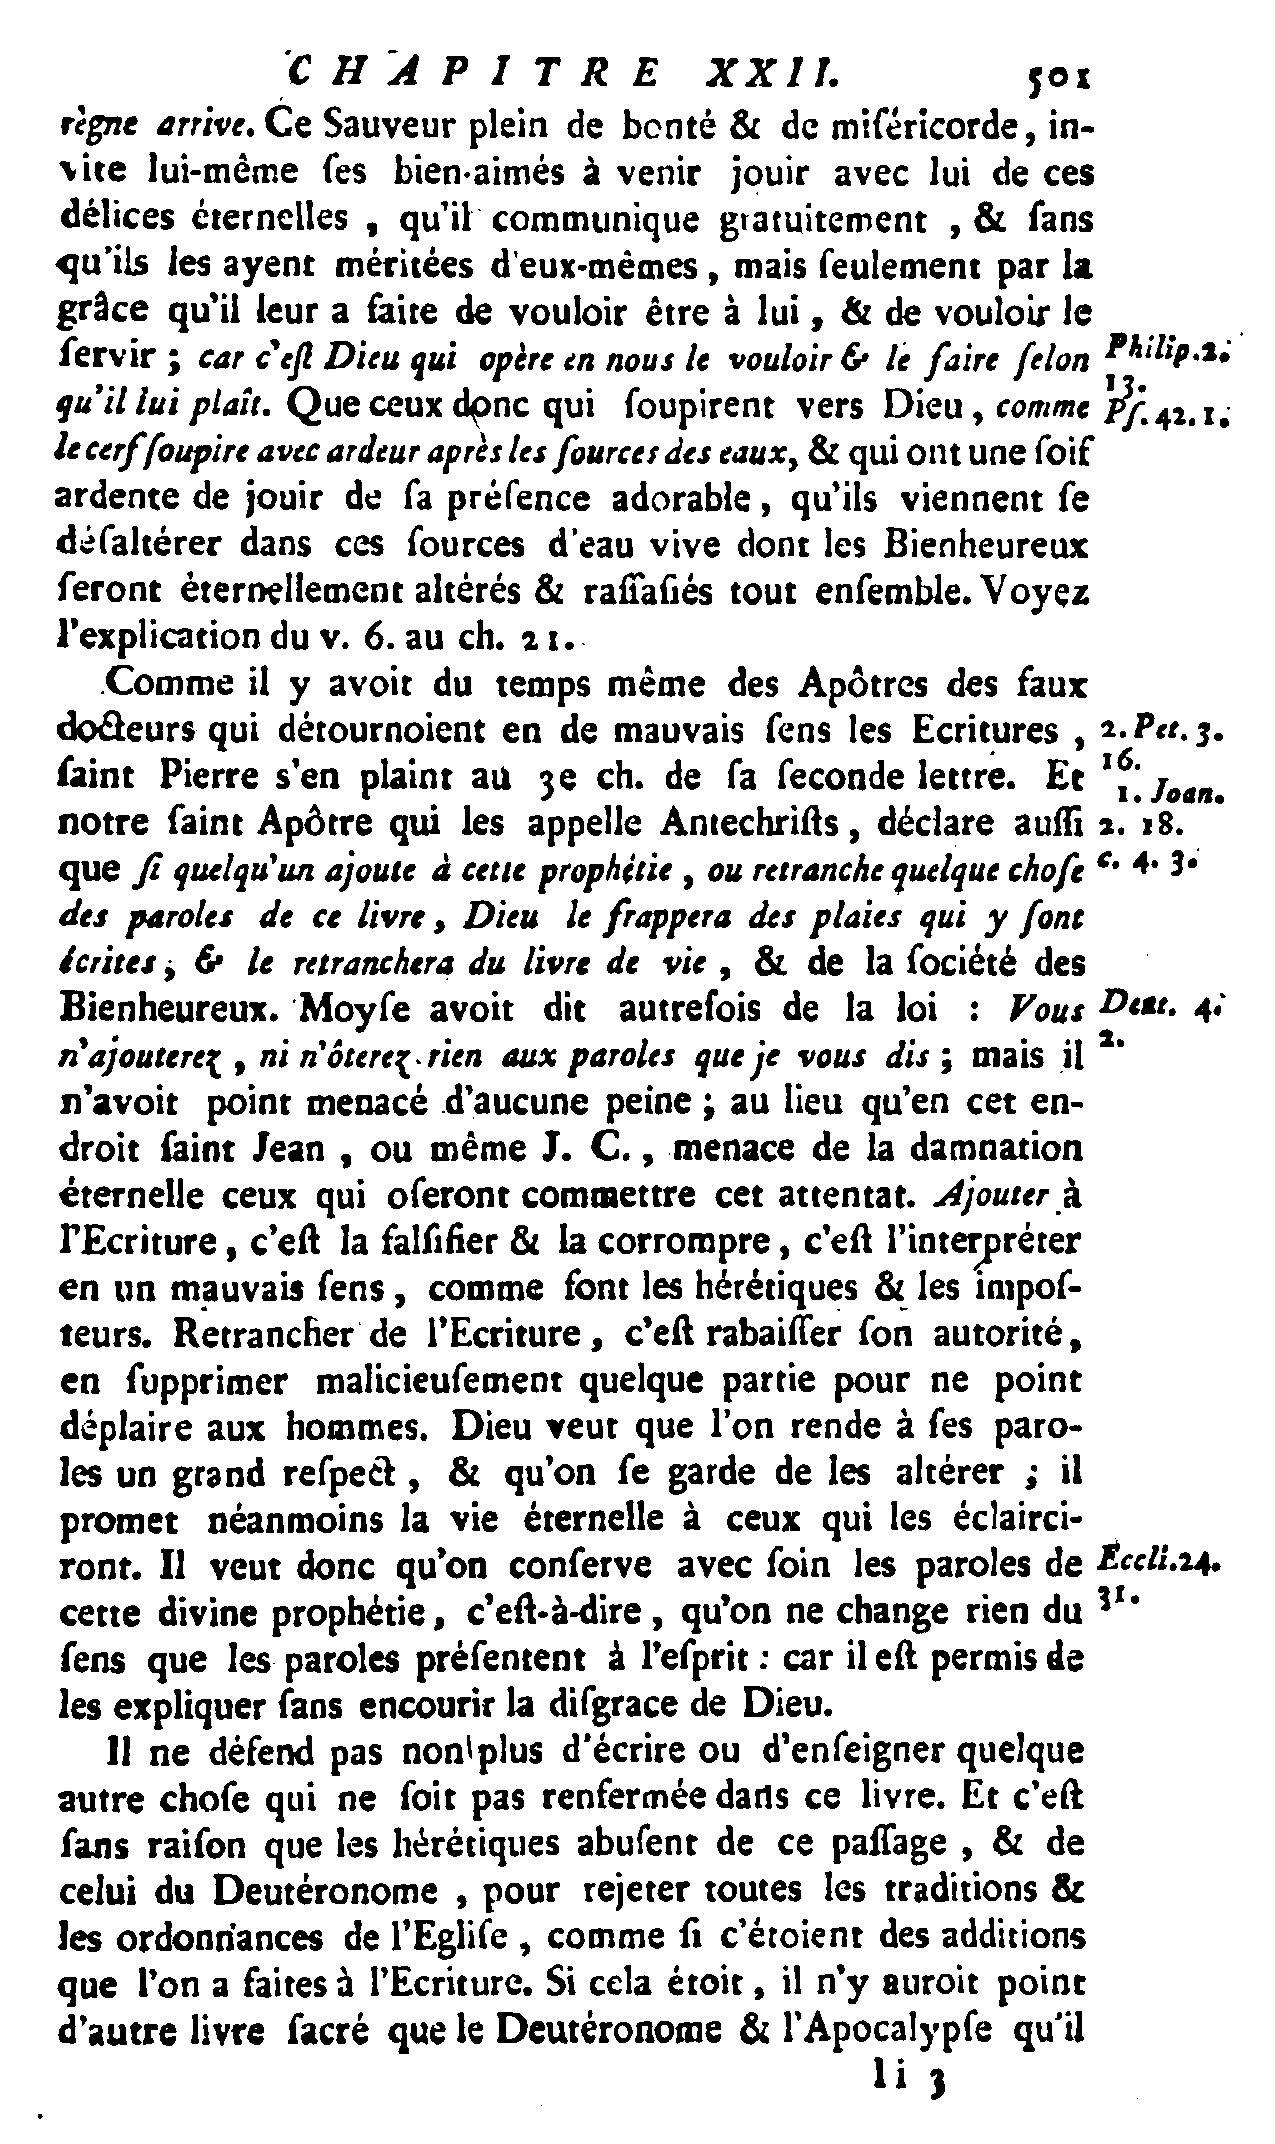 CHAPITRE XXII. 501
règne arrive. Ce Sauveur plein de bonté & de miſéricorde, in-
vite lui-même ſes bien-aimés à venir jouir avec lui de ces
délices éternelles , qu'il communique gratuitement , & ſans
qu'ils les ayent méritées d'eux-mêmes , mais ſeulement par la
grâce qu'il leur a faite de vouloir être à lui , & de vouloir le
ſervir ; car c'eſt Dieu qui opère en nous le vouloir & le faire ſelon
Philip. 2.
13.
qu'il lui plaît. Que ceux donc qui ſoupirent vers Dieu , comme
Pſ. 42. 1.
le cerf ſoupire avec ardeur après les ſources des eaux, & qui ont une ſoif
ardente de jouir de ſa préſence adorable , qu'ils viennent ſe
déſaltérer dans ces ſources d'eau vive dont les Bienheureux
ſeront éternellement altérés & raſſaſiés tout enſemble. Voyez
l'explication du v. 6. au ch. 21.
Comme il y avoit du temps même des Apôtres des faux
docteurs qui détournoient en de mauvais ſens les Ecritures ,
2. Pet. 3.
16.
ſaint Pierre s'en plaint au 3e ch. de ſa ſeconde lettre. Et
1. Joan.
notre ſaint Apôtre qui les appelle Antechriſts , déclare auſſi
2. 18.
que ſi quelqu'un ajoute à cette prophétie , ou retranche quelque choſe
c. 4. 3.
des paroles de ce livre , Dieu le frappera des plaies qui y ſont
écrites , & le retranchera du livre de vie , & de la ſociété des
Bienheureux. Moyſe avoit dit autrefois de la loi : Vous
Deut. 4.
2.
n'ajouterez , ni n'ôterez rien aux paroles que je vous dis ; mais il
n'avoit point menacé d'aucune peine ; au lieu qu'en cet en-
droit ſaint Jean , ou même J. C. , menace de la damnation
éternelle ceux qui oſeront commettre cet attentat. Ajouter à
l'Ecriture , c'eſt la falſifier & la corrompre , c'eſt l'interpréter
en un mauvais ſens , comme font les hérétiques & les impoſ-
teurs. Retrancher de l'Ecriture , c'eſt rabaiſſer ſon autorité ,
en ſupprimer malicieuſement quelque partie pour ne point
déplaire aux hommes. Dieu veut que l'on rende à ſes paro-
les un grand reſpect , & qu'on ſe garde de les altérer ; il
promet néanmoins la vie éternelle à ceux qui les éclairci-
ront. Il veut donc qu'on conſerve avec ſoin les paroles de
Eccli. 24.
31.
cette divine prophétie , c'eſt-à-dire , qu'on ne change rien du
ſens que les paroles préſentent à l'eſprit : car il eſt permis de
les expliquer ſans encourir la diſgrace de Dieu.
Il ne défend pas non plus d'écrire ou d'enſeigner quelque
autre choſe qui ne ſoit pas renfermée dans ce livre. Et c'eſt
ſans raiſon que les hérétiques abuſent de ce paſſage , & de
celui du Deutéronome , pour rejeter toutes les traditions &
les ordonnances de l'Egliſe , comme ſi c'étoient des additions
que l'on a faites à l'Ecriture. Si cela étoit , il n'y auroit point
d'autre livre ſacré que le Deutéronome & l'Apocalypſe qu'il
Ii 3